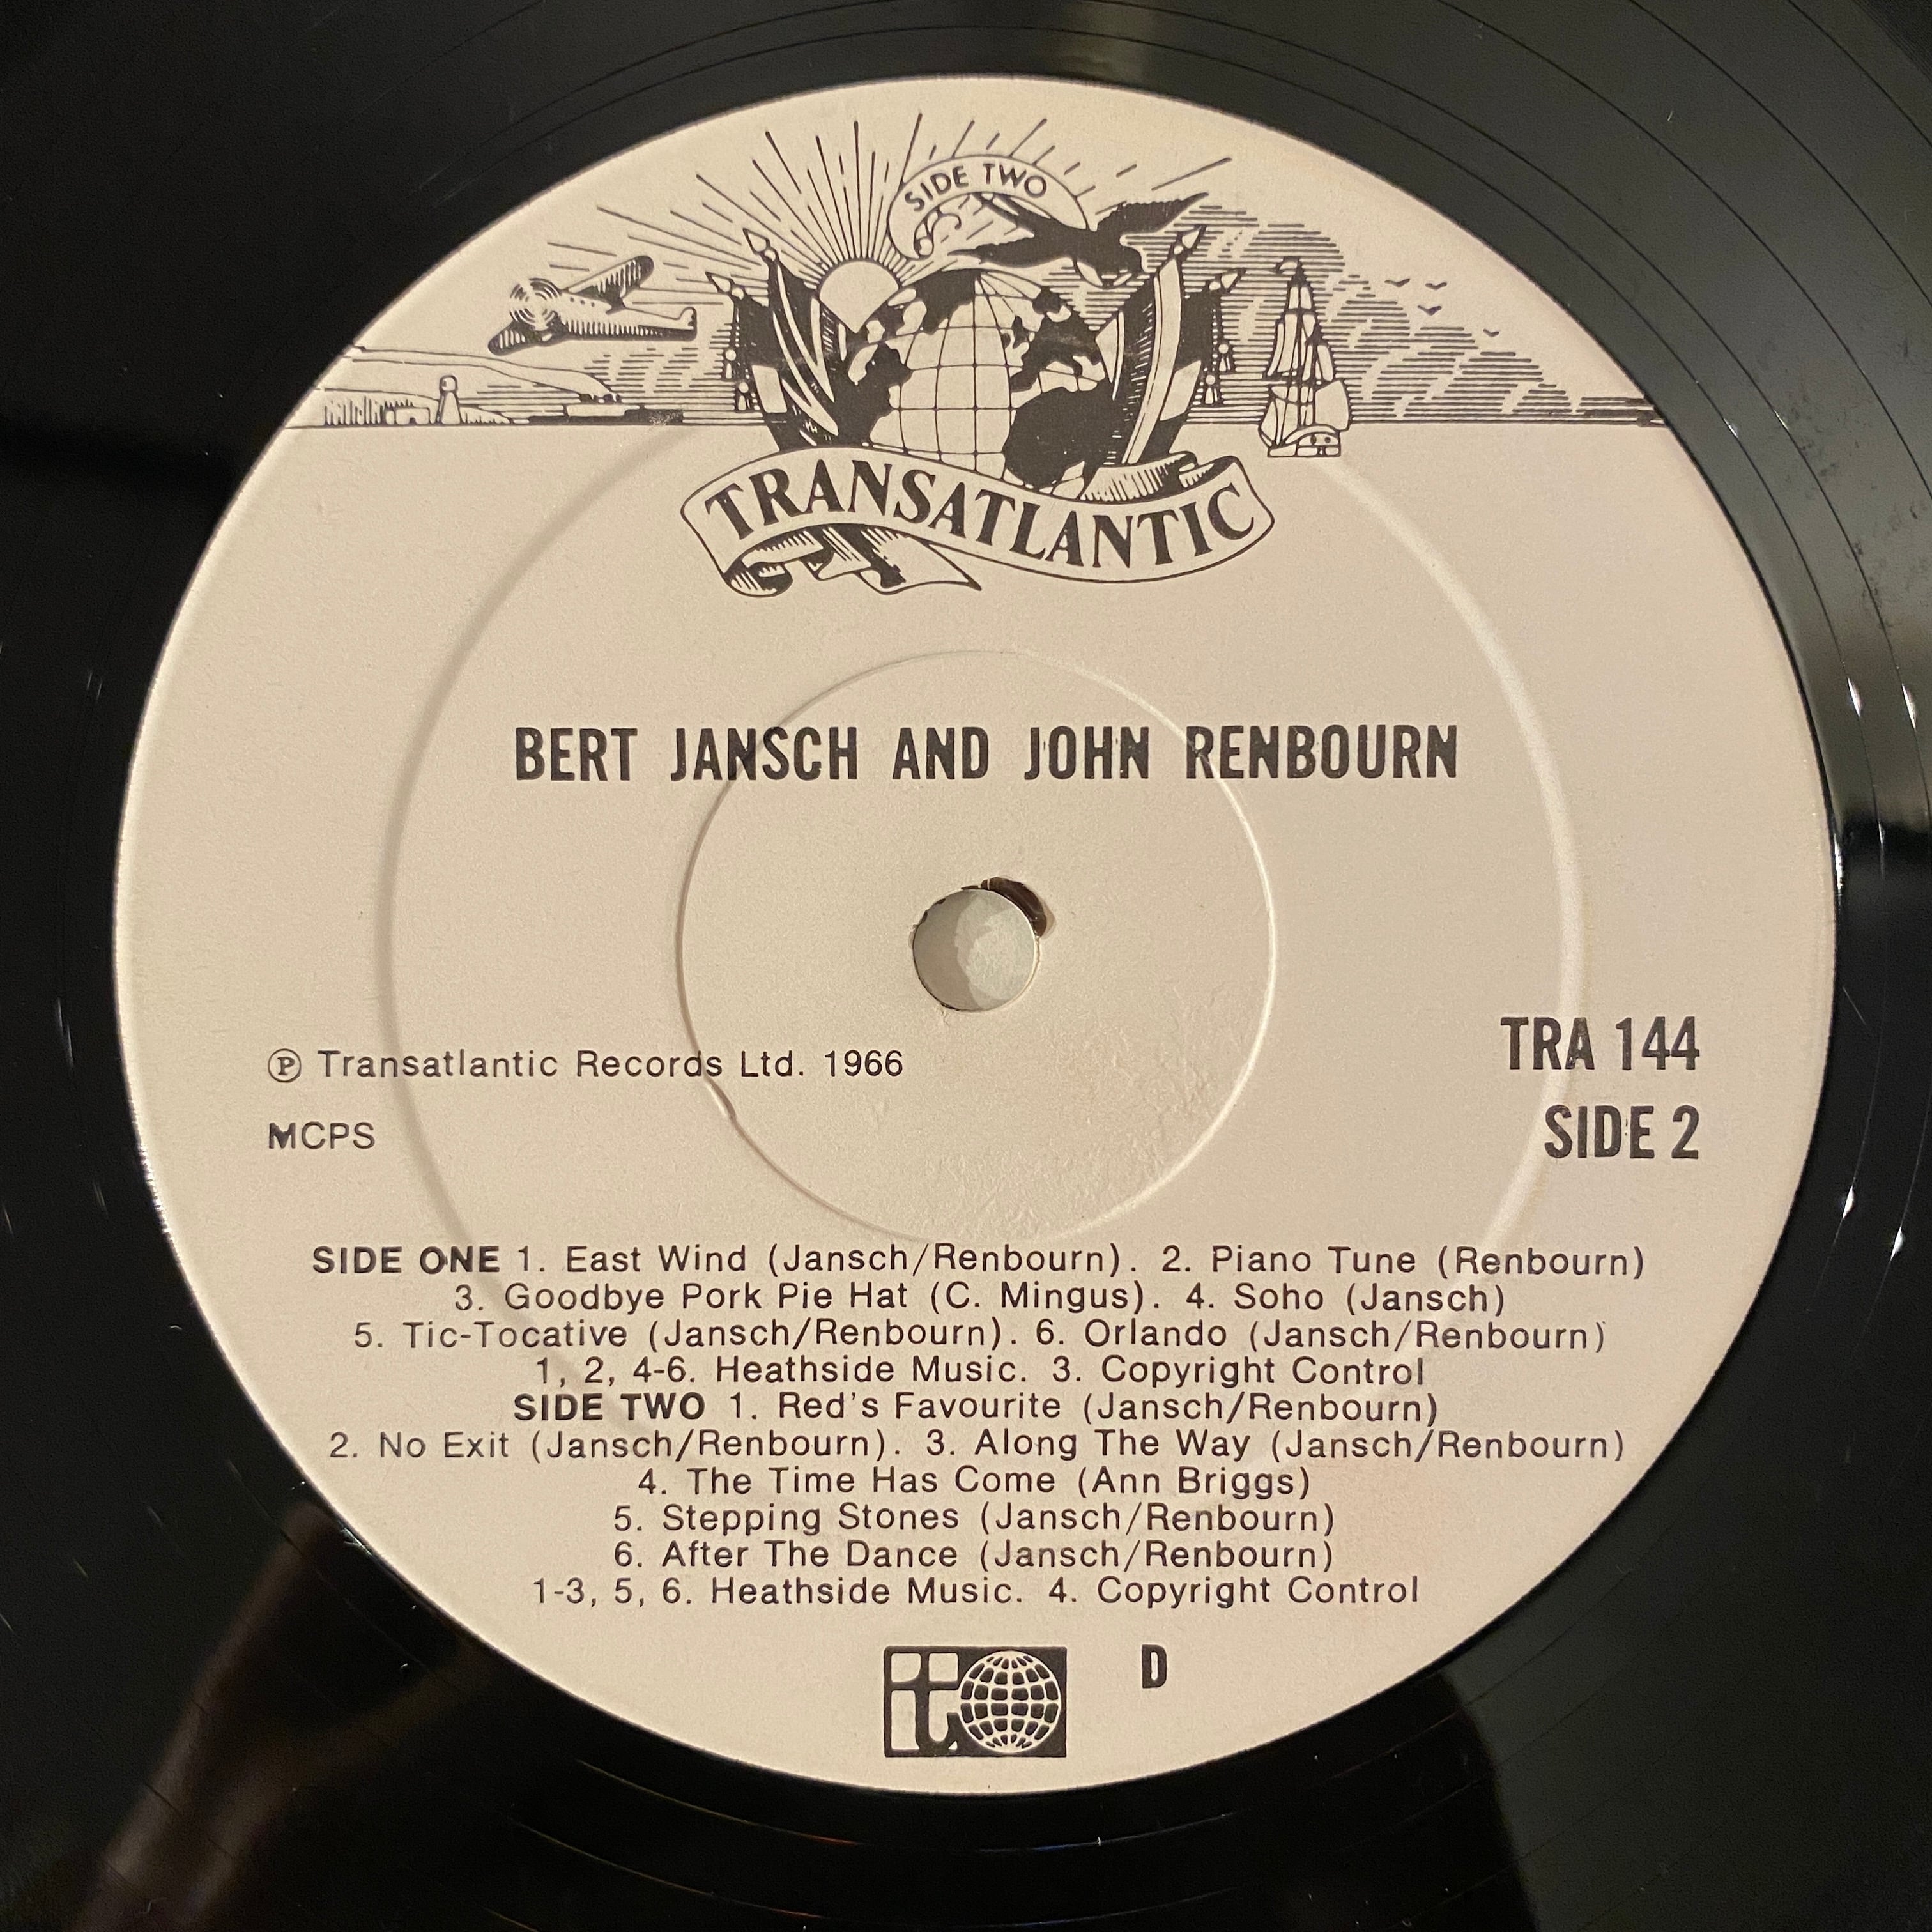 SIDE TWO
TRANSATLANTIC
BERT JANSCH AND JOHN RENBOURN
Ⓟ Transatlantic Records Ltd. 1966
MCPS
TRA 144
SIDE 2
SIDE ONE 1. East Wind (Jansch/Renbourn). 2. Piano Tune (Renbourn)
3. Goodbye Pork Pie Hat (C. Mingus). 4. Soho (Jansch)
5. Tic-Tocative (Jansch/Renbourn). 6. Orlando (Jansch/Renbourn)
1, 2, 4-6. Heathside Music. 3. Copyright Control
SIDE TWO 1. Red's Favourite (Jansch/Renbourn)
2. No Exit (Jansch/Renbourn). 3. Along The Way (Jansch/Renbourn)
4. The Time Has Come (Ann Briggs)
5. Stepping Stones (Jansch/Renbourn)
6. After The Dance (Jansch/Renbourn)
1-3, 5, 6. Heathside Music. 4. Copyright Control
t
D